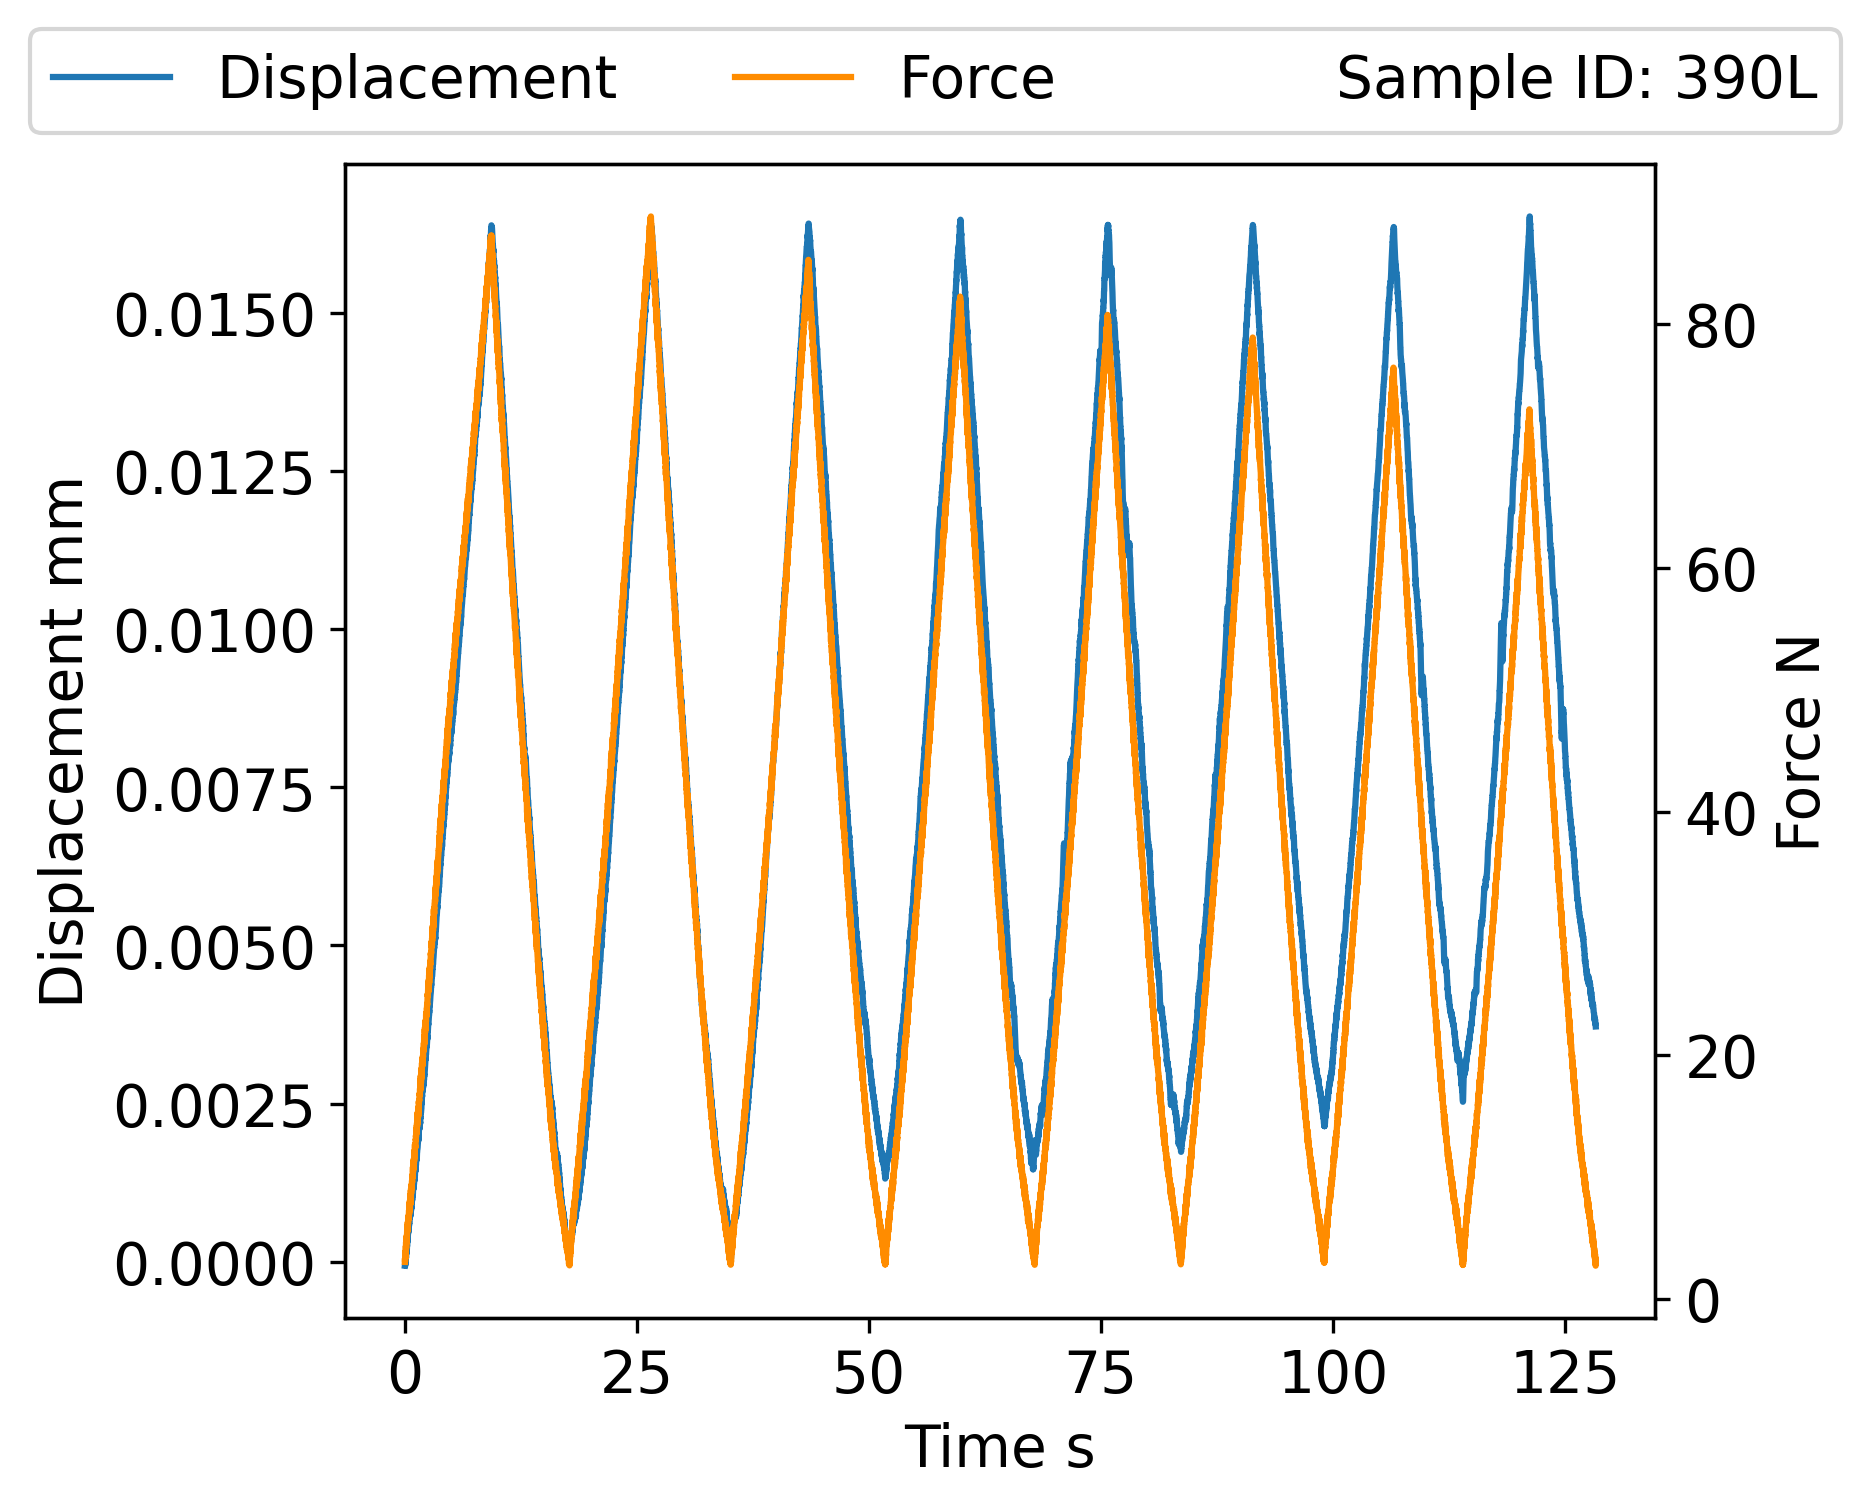 Displacement Force Sample ID: 390L
Displacement mm
0.0150
0.0125
0.0100
0.0075
0.0050
0.0025
0.0000
80
60
40
20
0
Force N
0 25 50 75 100 125
Time s